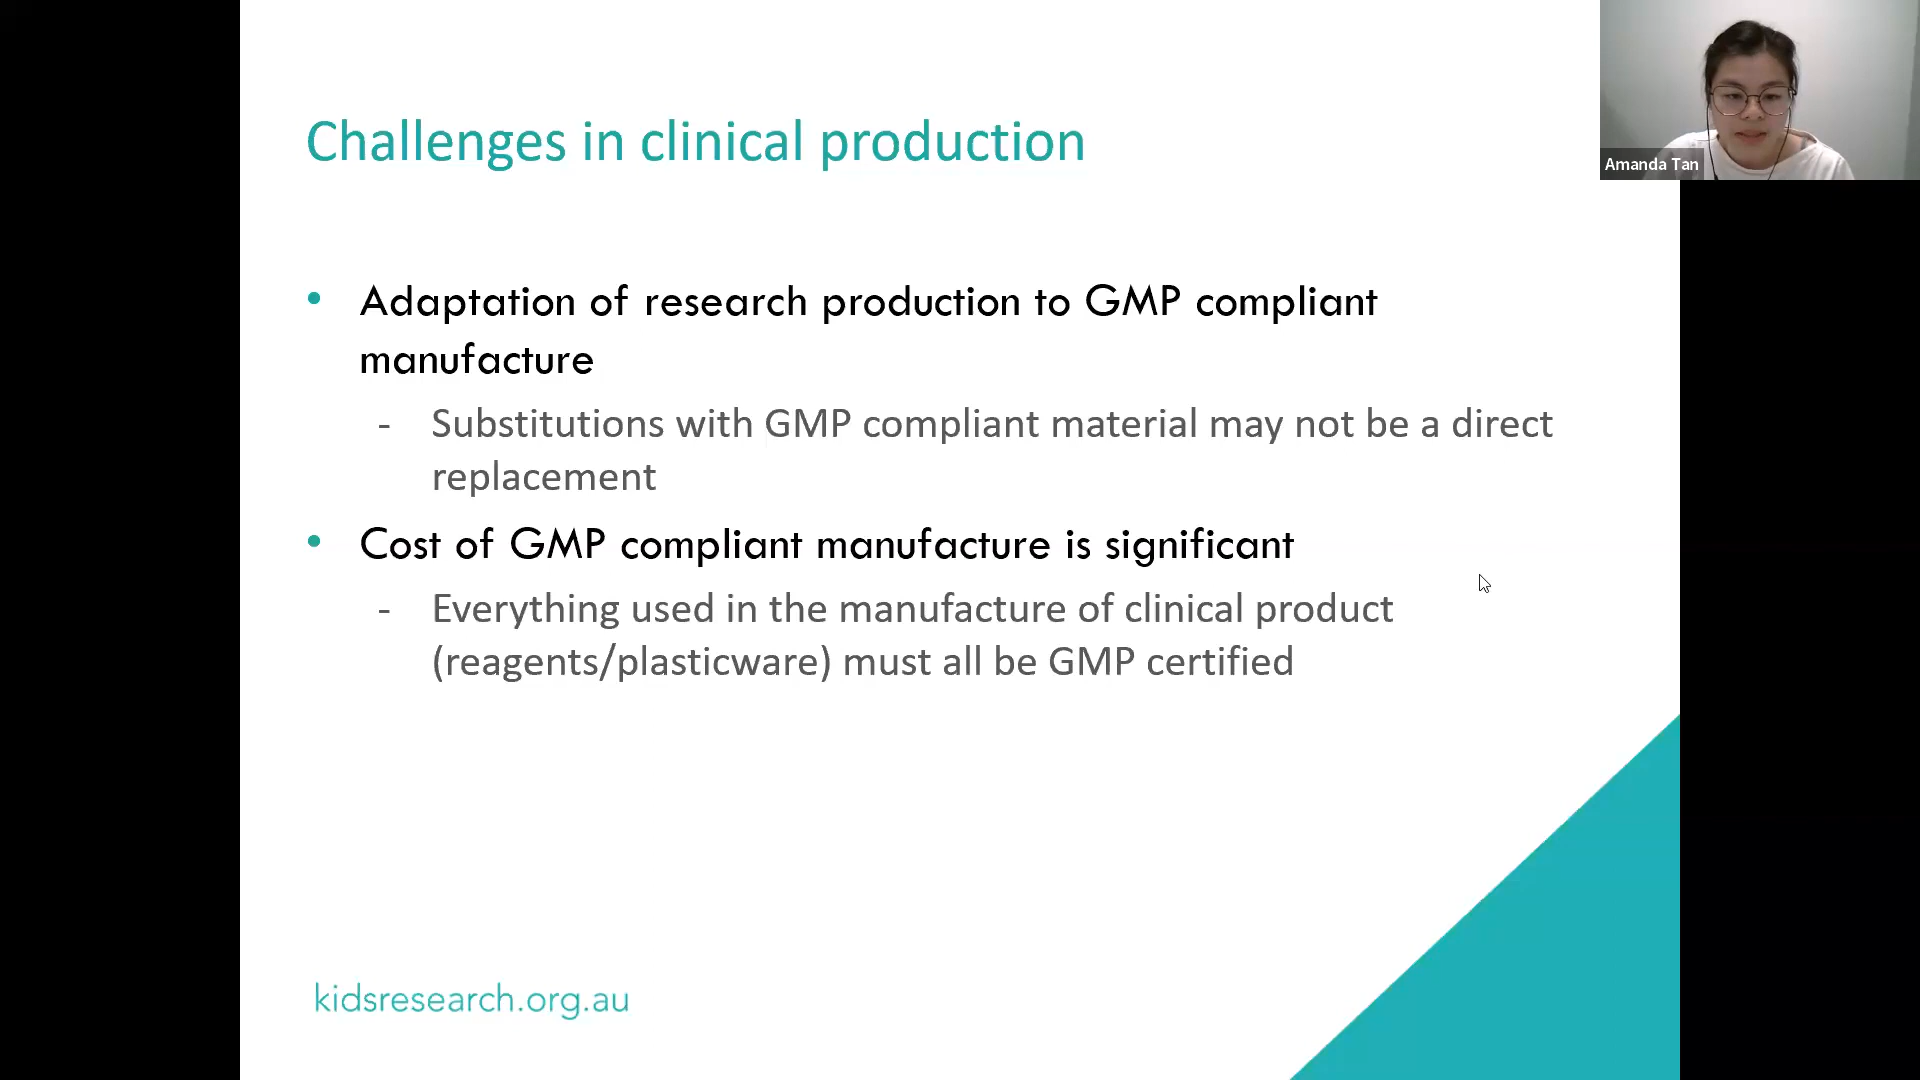 Challenges in clinical production
Amanda Tan
• Adaptation of research production to GMP compliant
manufacture
- Substitutions with GMP compliant material may not be a direct
replacement
• Cost of GMP compliant manufacture is significant
- Everything used in the manufacture of clinical product
(reagents/plasticware) must all be GMP certified
kidsresearch.org.au